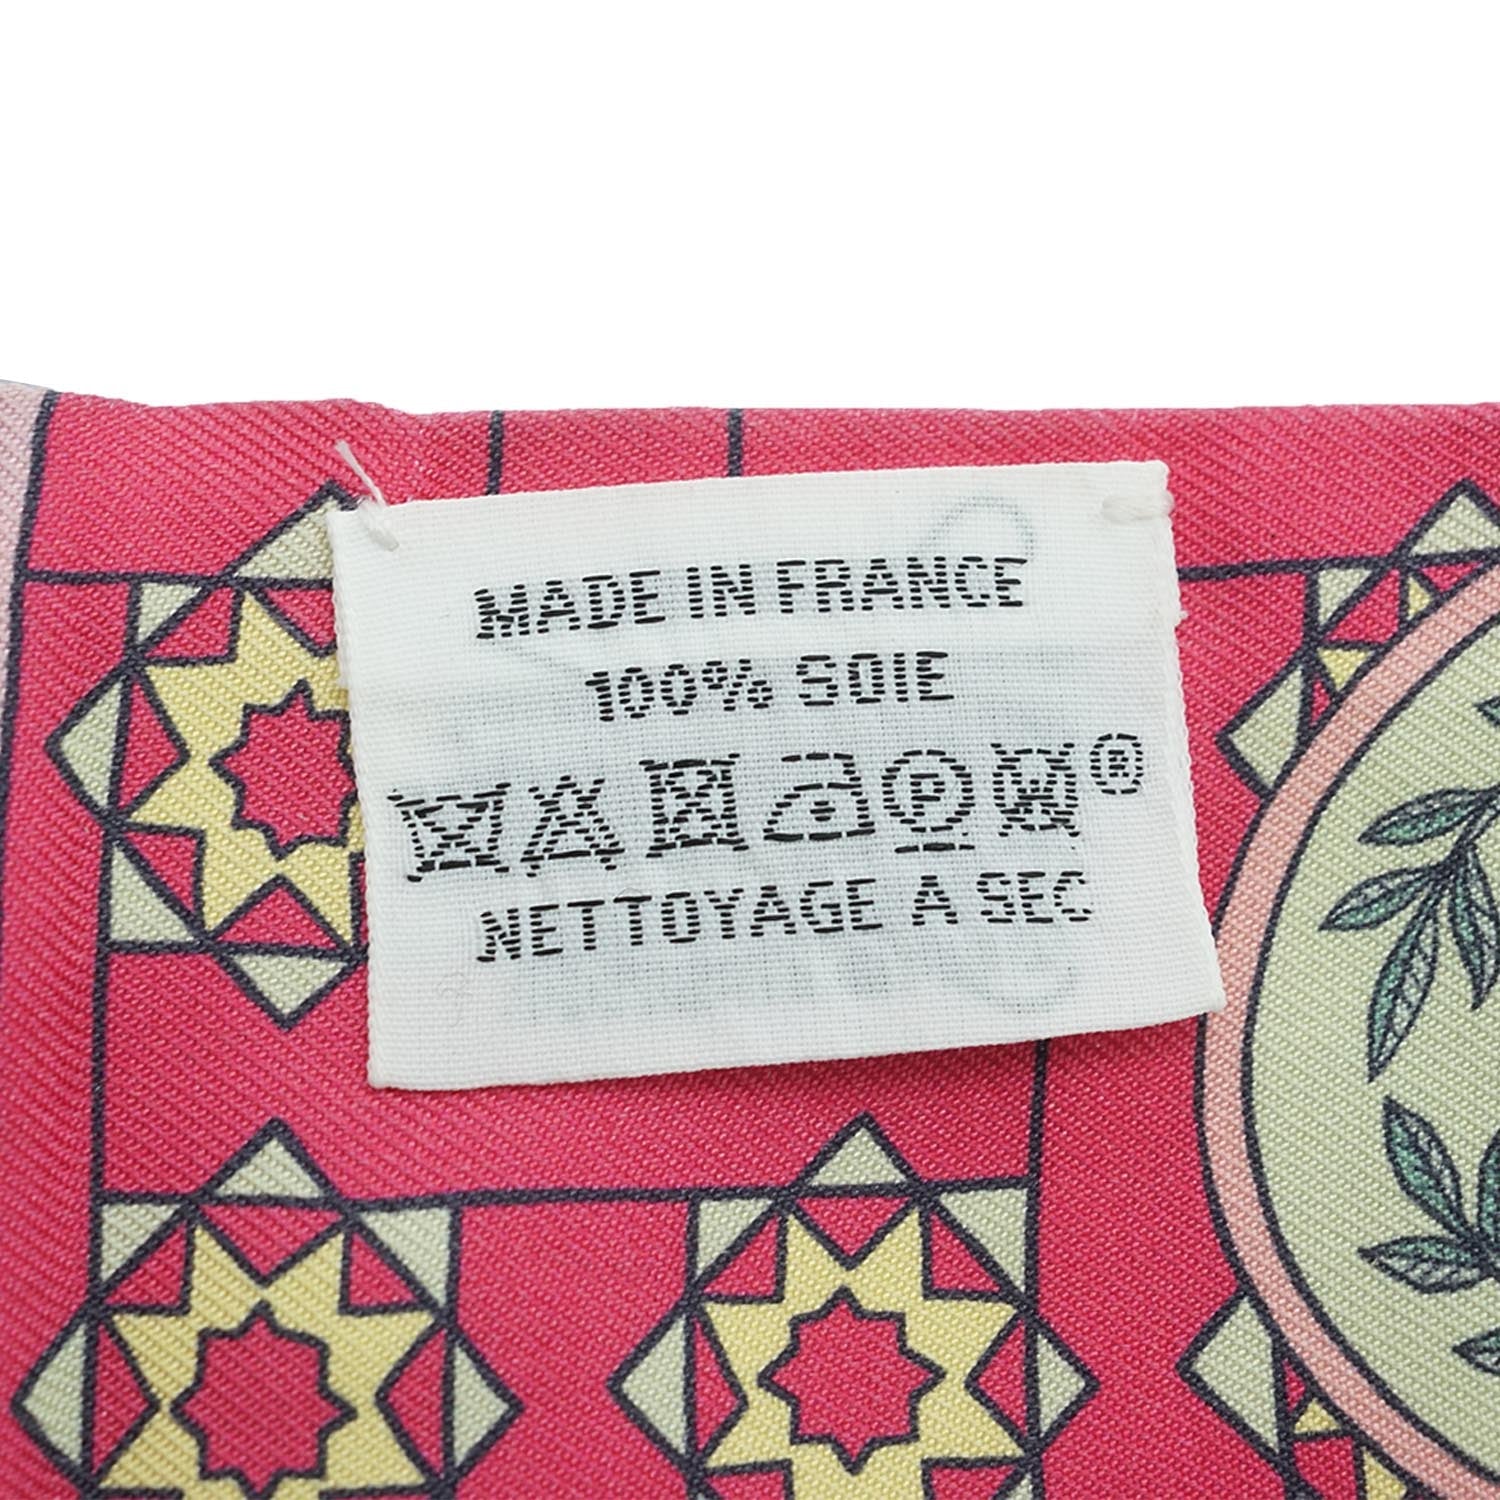 MADE IN FRANCE
100% SOIE
P W ®
NETTOYAGE A SEC